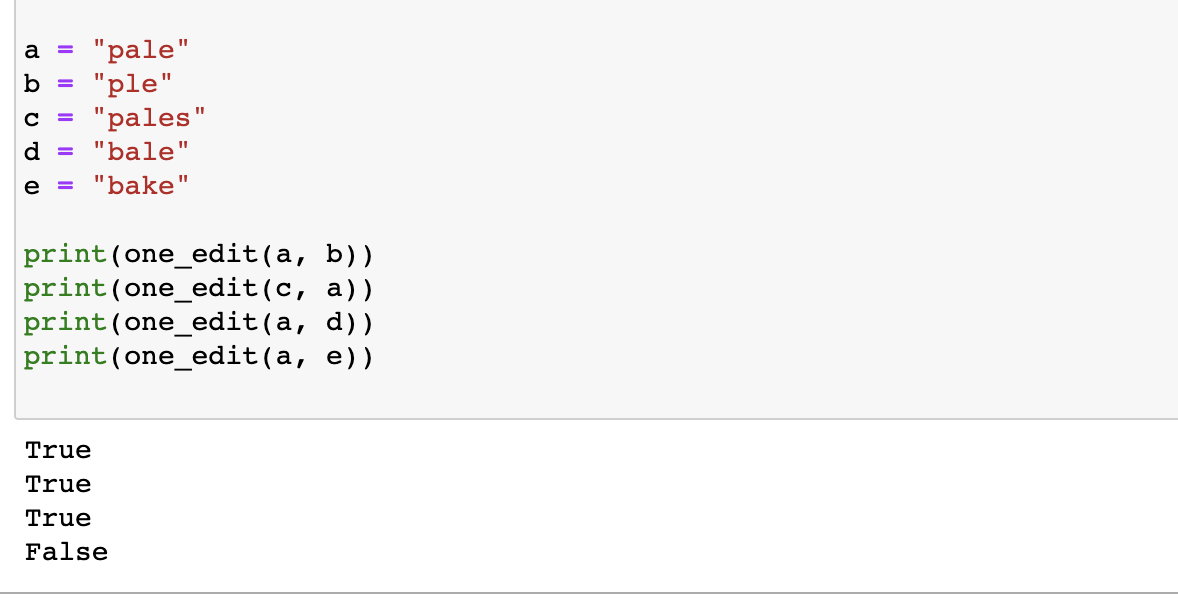 a = "pale"
b = "ple"
c = "pales"
d = "bale"
e = "bake"
print(one_edit(a, b))
print(one_edit(c, a))
print(one_edit(a, d))
print(one_edit(a, e))
True
True
True
False